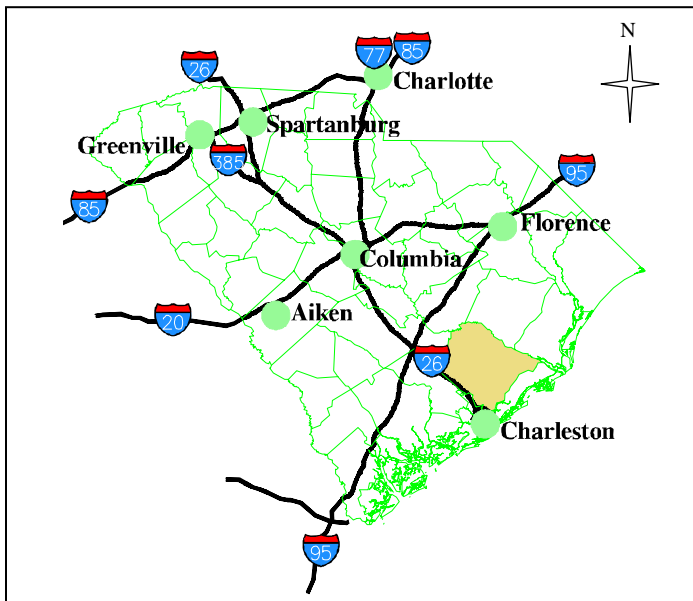 N
77
85
26
Charlotte
Spartanburg
Greenville
385
95
85
Florence
Columbia
Aiken
20
26
Charleston
95